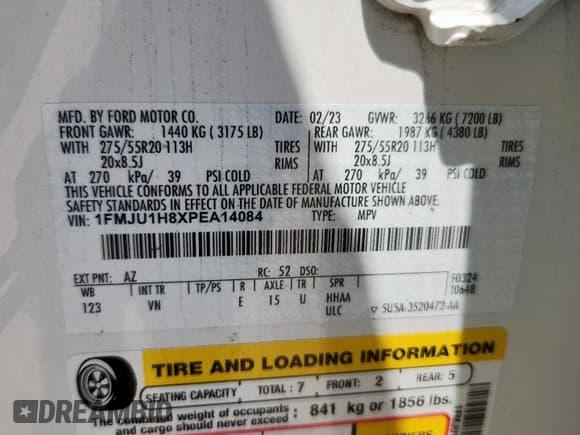 MFD. BY FORD MOTOR CO. DATE: 02/23 GVWR: 3266 KG ( 7200 LB)
FRONT GAWR: 1440 KG ( 3175 LB) REAR GAWR: 1987 KG ( 4380 LB)
WITH 275/55R20 113H TIRES WITH 275/55R20 113H TIRES
20x8.5J RIMS 20x8.5J RIMS
AT 270 kPa/ 39 PSI COLD AT 270 kPa/ 39 PSI COLD
THIS VEHICLE CONFORMS TO ALL APPLICABLE FEDERAL MOTOR VEHICLE
SAFETY STANDARDS IN EFFECT ON THE DATE OF MANUFACTURE SHOWN ABOVE.
VIN: 1FMJU1H8XPEA14084 TYPE: MPV
EXT PNT: AZ RC: 52 DSO: F0324
WB INT TR TP/PS R AXLE TR SPR T0648
123 VN E 15 U HHAA
ULC ▽ 5U5A-3520472-AA
TIRE AND LOADING INFORMATION
SEATING CAPACITY TOTAL : 7 FRONT: 2 REAR: 5
The combined weight of occupants : 841 kg or 1856 lbs.
and cargo should never exceed
DREAMBID